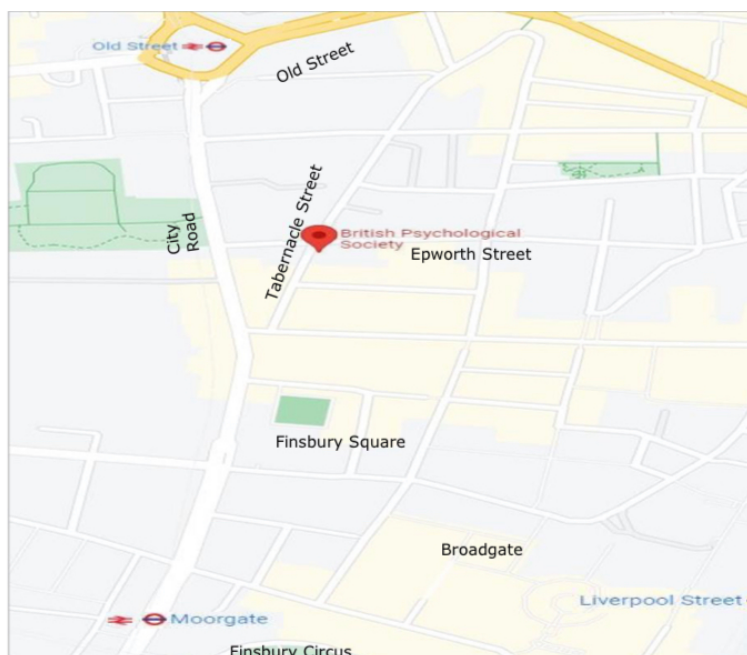 Old Street
Old Street
Tabernacle Street
City
Road
British Psychological
Society
Epworth Street
Finsbury Square
Broadgate
Liverpool Street
Moorgate
Finsbury Circus